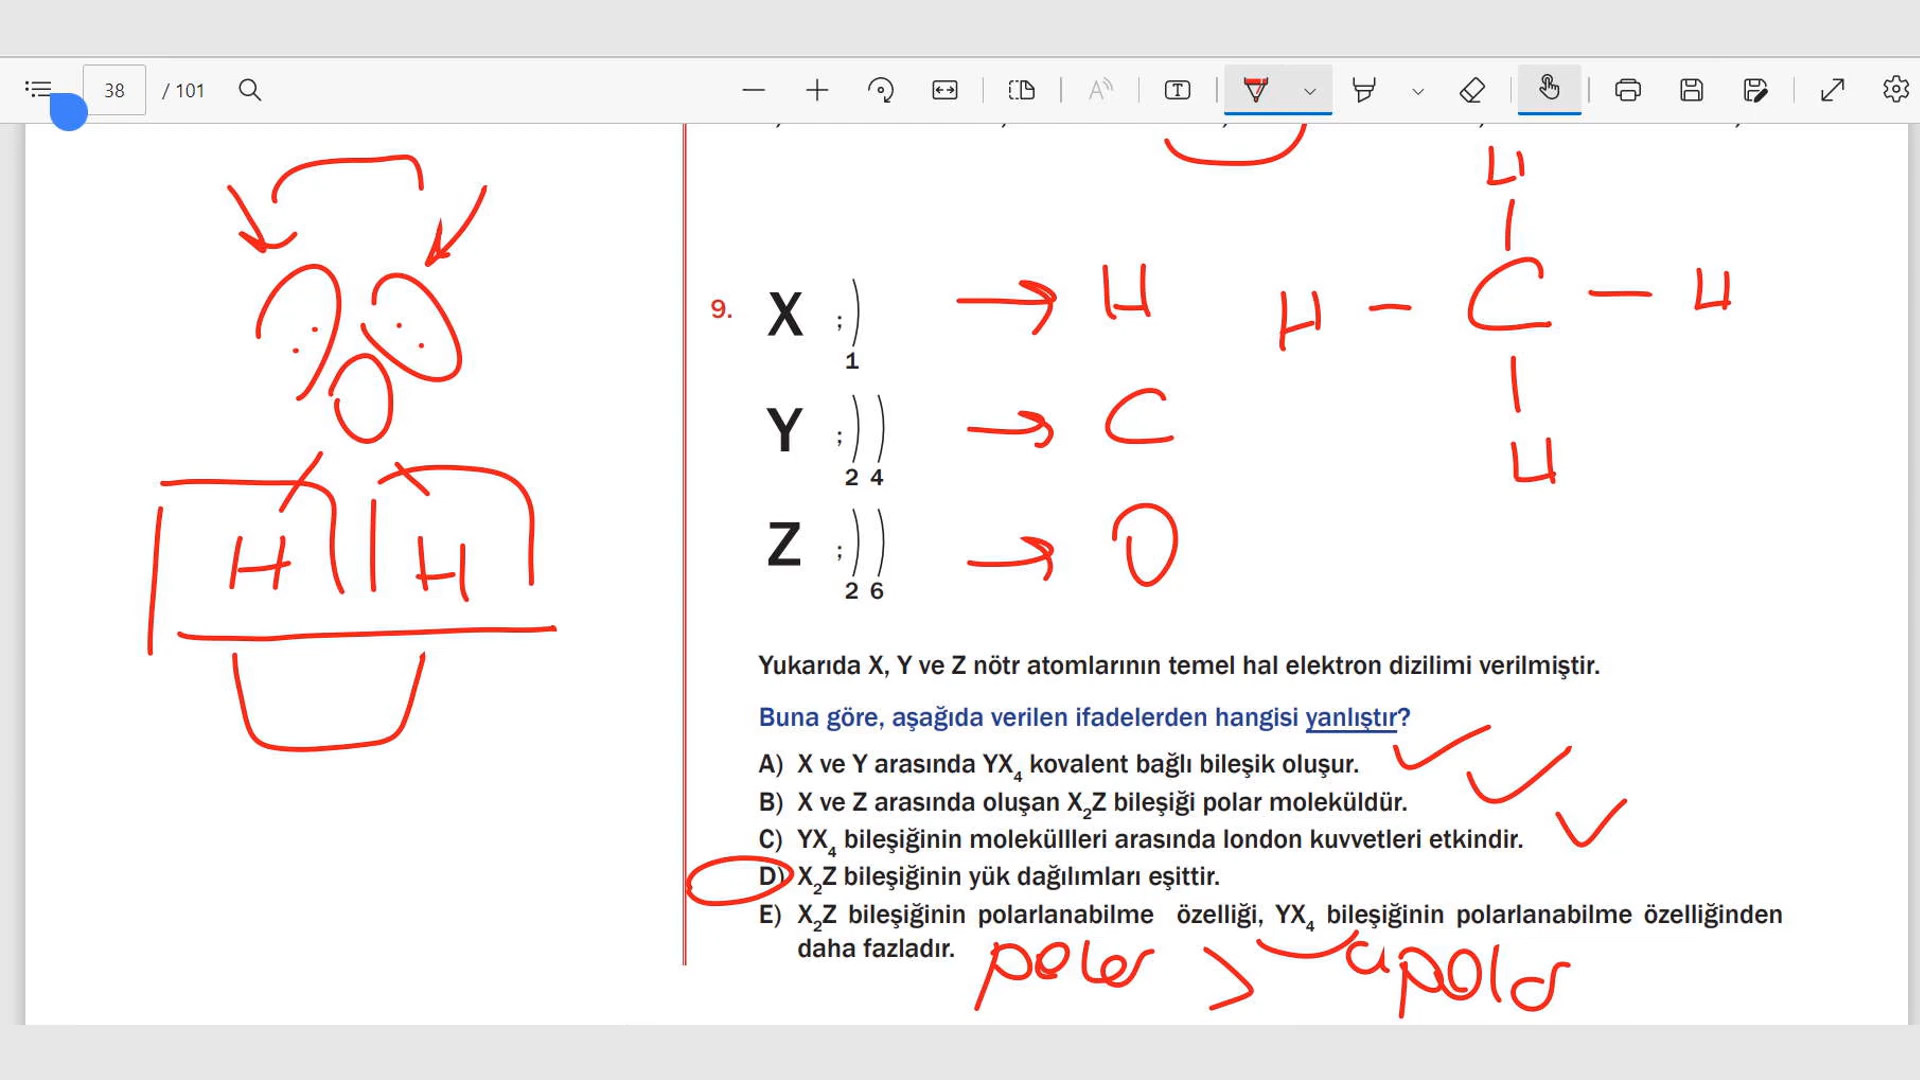 38 / 101
H
H
H
H - C - H
H
9. X ; 1 → H
Y ; 2 4 → C
Z ; 2 6 → O
Yukarıda X, Y ve Z nötr atomlarının temel hal elektron dizilimi verilmiştir.
Buna göre, aşağıda verilen ifadelerden hangisi yanlıştır?
A) X ve Y arasında YX4 kovalent bağlı bileşik oluşur.
B) X ve Z arasında oluşan X2Z bileşiği polar moleküldür.
C) YX4 bileşiğinin moleküllleri arasında london kuvvetleri etkindir.
D) X2Z bileşiğinin yük dağılımları eşittir.
E) X2Z bileşiğinin polarlanabilme özelliği, YX4 bileşiğinin polarlanabilme özelliğinden
daha fazladır.
polar > apolar